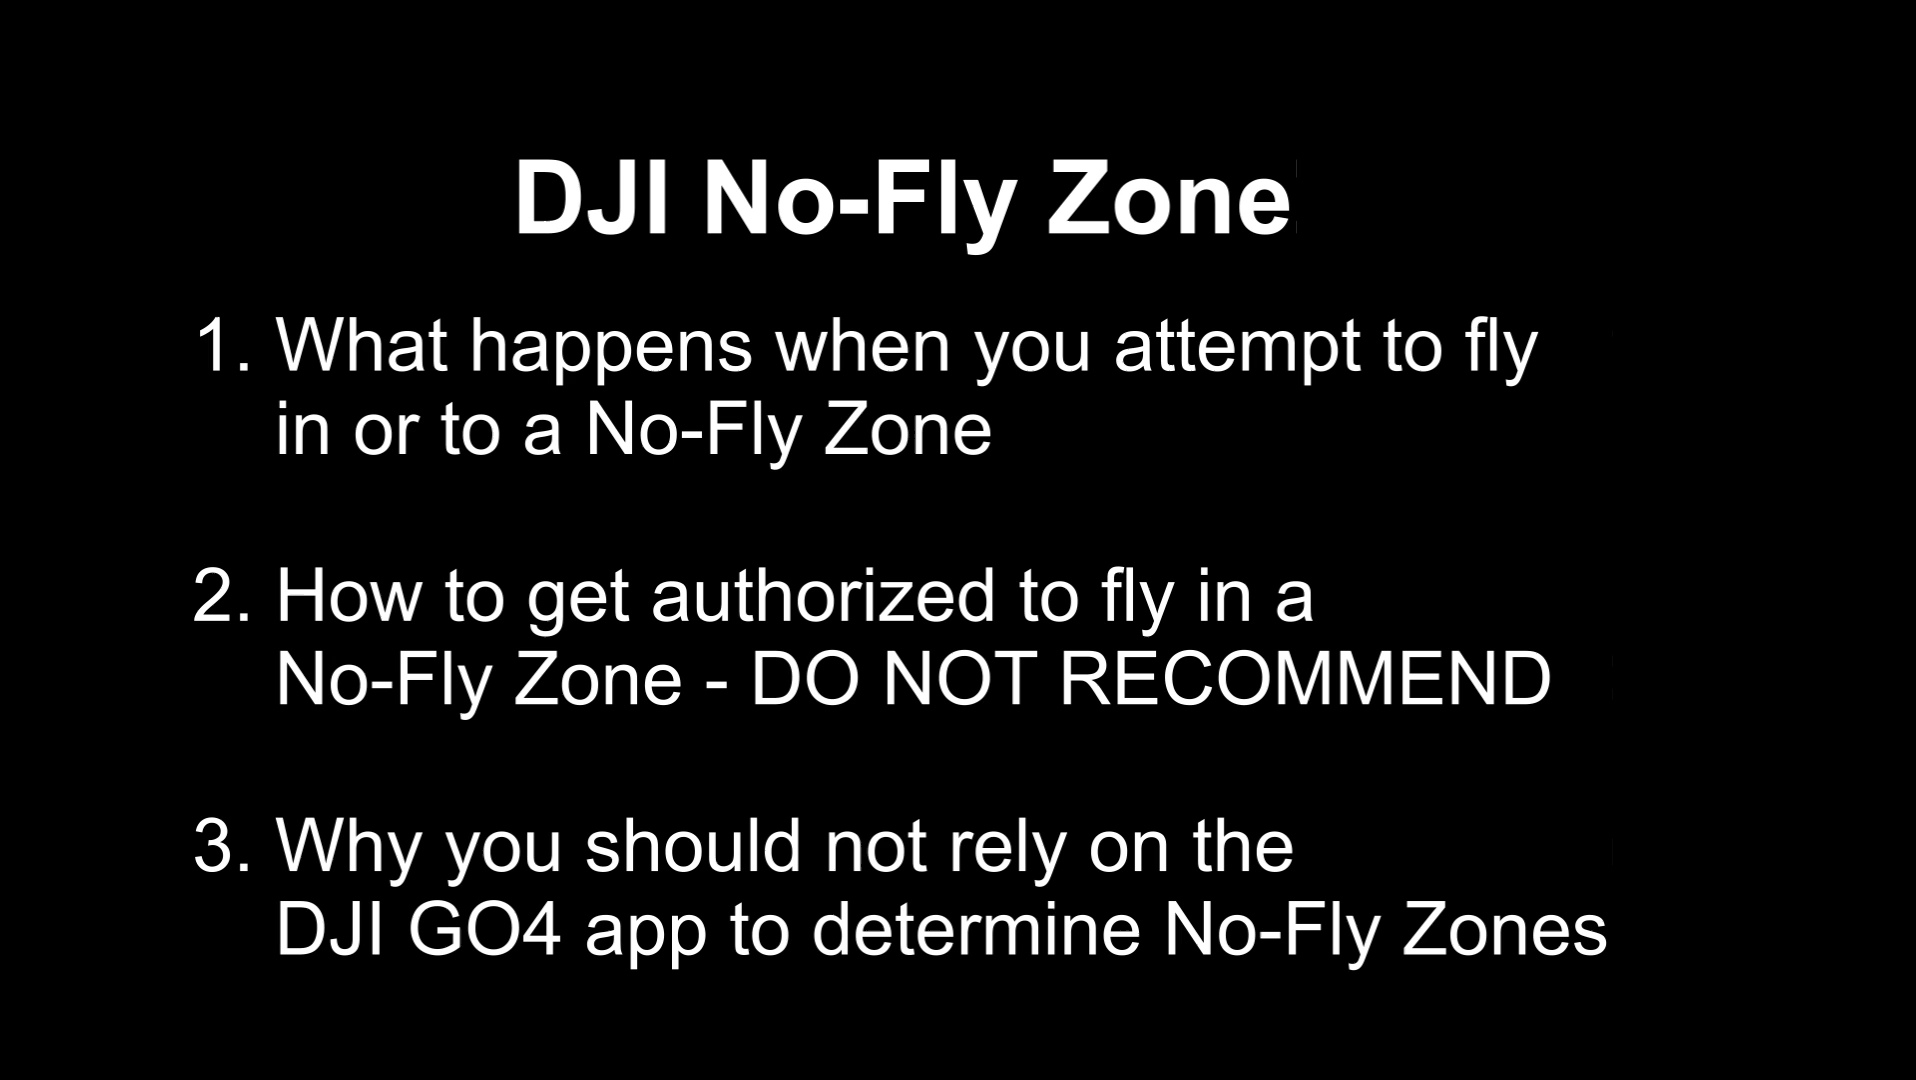 DJI No-Fly Zone
1. What happens when you attempt to fly
in or to a No-Fly Zone
2. How to get authorized to fly in a
No-Fly Zone - DO NOT RECOMMEND
3. Why you should not rely on the
DJI GO4 app to determine No-Fly Zones